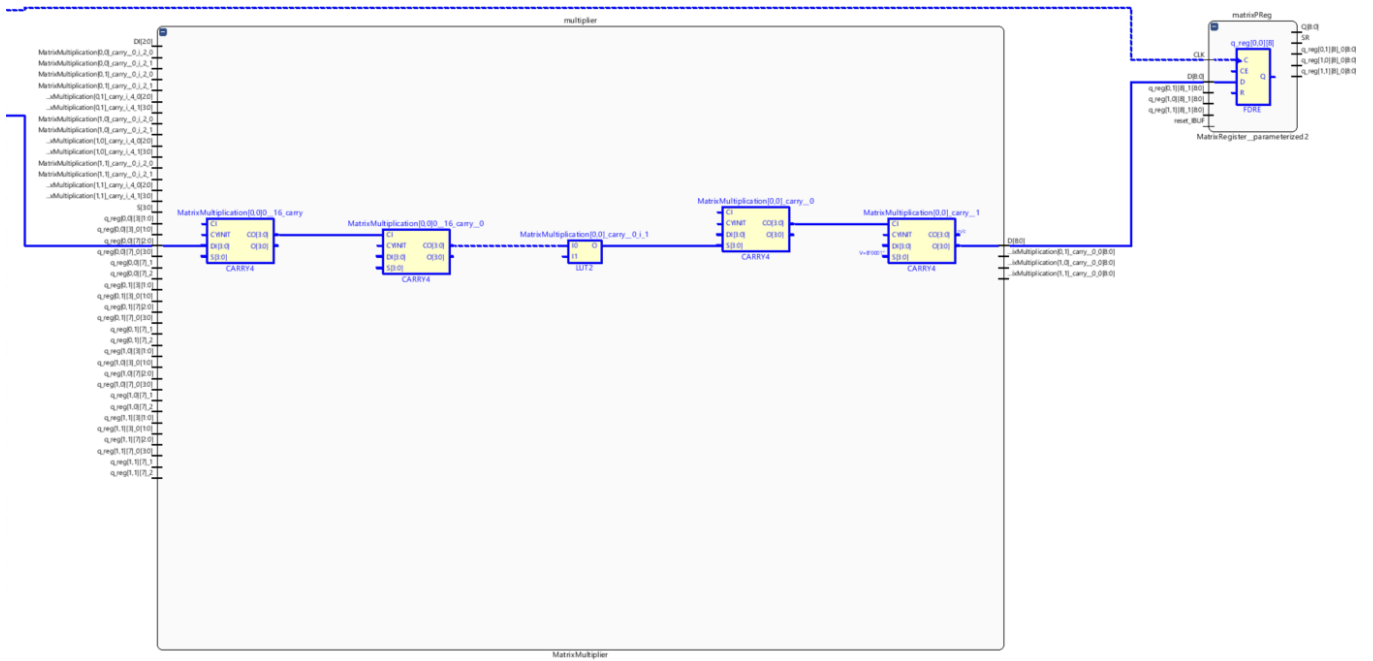 multiplier
DI[2:0]
MatrixMultiplication[0,0]_carry__0_i_2_0
MatrixMultiplication[0,0]_carry__0_i_2_1
MatrixMultiplication[0,1]_carry__0_i_2_0
MatrixMultiplication[0,1]_carry__0_i_2_1
...xMultiplication[0,1]_carry_i_4_0[2:0]
...xMultiplication[0,1]_carry_i_4_1[3:0]
MatrixMultiplication[1,0]_carry__0_i_2_0
MatrixMultiplication[1,0]_carry__0_i_2_1
...xMultiplication[1,0]_carry_i_4_0[2:0]
...xMultiplication[1,0]_carry_i_4_1[3:0]
MatrixMultiplication[1,1]_carry__0_i_2_0
MatrixMultiplication[1,1]_carry__0_i_2_1
...xMultiplication[1,1]_carry_i_4_0[2:0]
...xMultiplication[1,1]_carry_i_4_1[3:0]
S[3:0]
q_reg[0,0][3][1:0]
q_reg[0,0][3]_0[1:0]
q_reg[0,0][7][2:0]
q_reg[0,0][7]_0[3:0]
q_reg[0,0][7]_1
q_reg[0,0][7]_2
q_reg[0,1][3][1:0]
q_reg[0,1][3]_0[1:0]
q_reg[0,1][7][2:0]
q_reg[0,1][7]_0[3:0]
q_reg[0,1][7]_1
q_reg[0,1][7]_2
q_reg[1,0][3][1:0]
q_reg[1,0][3]_0[1:0]
q_reg[1,0][7][2:0]
q_reg[1,0][7]_0[3:0]
q_reg[1,0][7]_1
q_reg[1,0][7]_2
q_reg[1,1][3][1:0]
q_reg[1,1][3]_0[1:0]
q_reg[1,1][7][2:0]
q_reg[1,1][7]_0[3:0]
q_reg[1,1][7]_1
q_reg[1,1][7]_2
MatrixMultiplication[0,0]0__16_carry
CI
CYINIT CO[3:0]
DI[3:0] O[3:0]
S[3:0]
CARRY4
MatrixMultiplication[0,0]0__16_carry__0
CI
CYINIT CO[3:0]
DI[3:0] O[3:0]
S[3:0]
CARRY4
MatrixMultiplication[0,0]_carry__0_i_1
I0 O
I1
LUT2
MatrixMultiplication[0,0]_carry__0
CI
CO[3:0]
CYINIT
DI[3:0] O[3:0]
S[3:0]
CARRY4
MatrixMultiplication[0,0]_carry__1
CI
CYINIT CO[3:0]
DI[3:0] O[3:0]
S[3:0]
CARRY4
D[8:0]
...ixMultiplication[0,1]_carry__0_0[8:0]
...ixMultiplication[1,0]_carry__0_0[8:0]
...ixMultiplication[1,1]_carry__0_0[8:0]
MatrixMultiplier
matrixPReg
CLK
D[8:0]
q_reg[0,1][8]_1[8:0]
q_reg[1,0][8]_1[8:0]
q_reg[1,1][8]_1[8:0]
reset_IBUF
q_reg[0,0][8]
C
CE
D
R
Q
FDRE
Q[8:0]
SR
q_reg[0,1][8]_0[8:0]
q_reg[1,0][8]_0[8:0]
q_reg[1,1][8]_0[8:0]
MatrixRegister__parameterized2